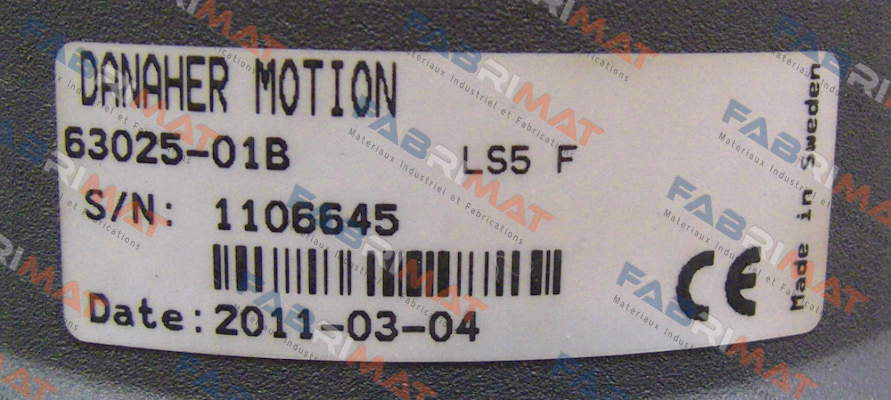 DANAHER MOTION
63025-01B LS5 F
S/N: 1106645
Date: 2011-03-04
CE
Made in Sweden
FABRIMAT
Materiaux Industriel et Fabrications